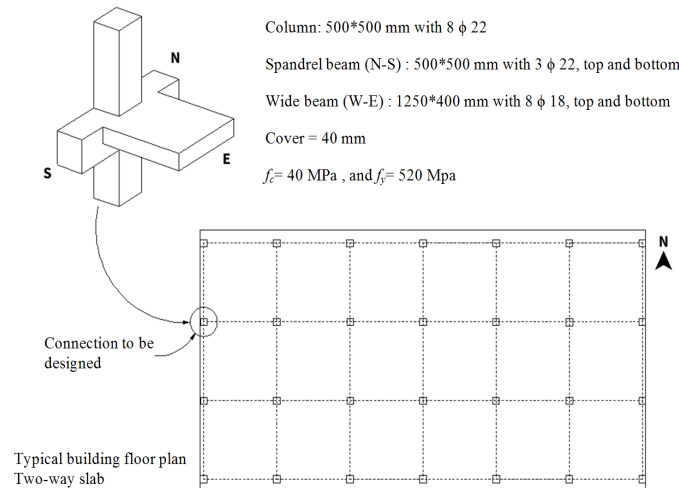 Column: 500*500 mm with 8 ϕ 22
N
Spandrel beam (N-S) : 500*500 mm with 3 ϕ 22, top and bottom
Wide beam (W-E) : 1250*400 mm with 8 ϕ 18, top and bottom
Cover = 40 mm
E
S
fc= 40 MPa , and fy= 520 Mpa
N
Connection to be
designed
Typical building floor plan
Two-way slab